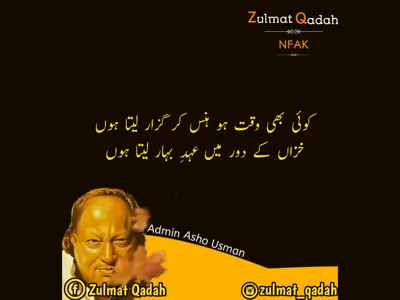 Zulmat Qadah
NFAK
کوئی بھی وقت ہو ہنس کر گزار لیتا ہوں
خزاں کے دور میں عہدِ بہار لیتا ہوں
Admin Asho Usman
Zulmat Qadah
zulmat_qadah